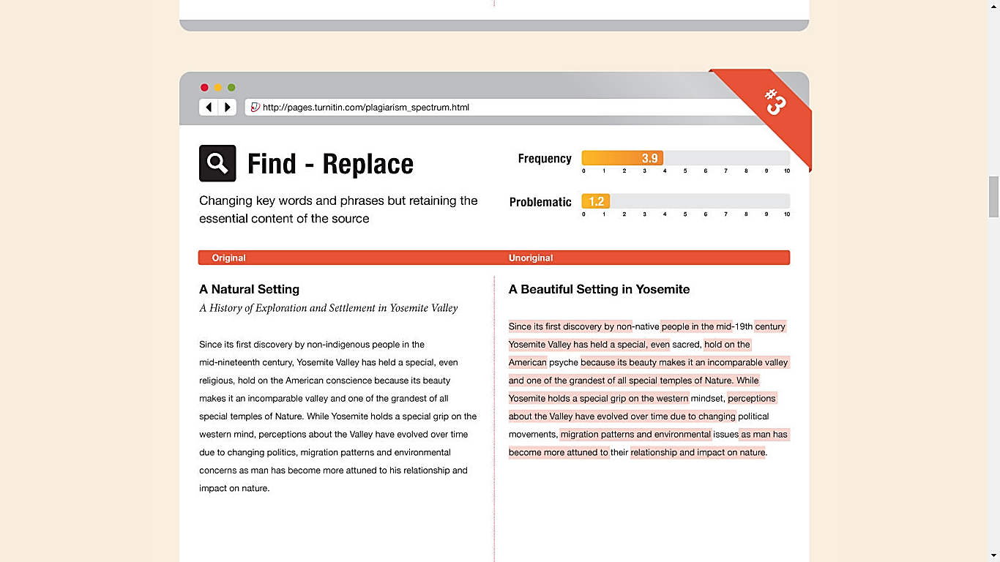 #3
http://pages.turnitin.com/plagiarism_spectrum.html
Find - Replace
Changing key words and phrases but retaining the
essential content of the source
Frequency
3.9
0 1 2 3 4 5 6 7 8 9 10
Problematic
1.2
0 1 2 3 4 5 6 7 8 9 10
Original
Unoriginal
A Natural Setting
A History of Exploration and Settlement in Yosemite Valley
Since its first discovery by non-indigenous people in the
mid-nineteenth century, Yosemite Valley has held a special, even
religious, hold on the American conscience because its beauty
makes it an incomparable valley and one of the grandest of all
special temples of Nature. While Yosemite holds a special grip on the
western mind, perceptions about the Valley have evolved over time
due to changing politics, migration patterns and environmental
concerns as man has become more attuned to his relationship and
impact on nature.
A Beautiful Setting in Yosemite
Since its first discovery by non-native people in the mid-19th century
Yosemite Valley has held a special, even sacred, hold on the
American psyche because its beauty makes it an incomparable valley
and one of the grandest of all special temples of Nature. While
Yosemite holds a special grip on the western mindset, perceptions
about the Valley have evolved over time due to changing political
movements, migration patterns and environmental issues as man has
become more attuned to their relationship and impact on nature.